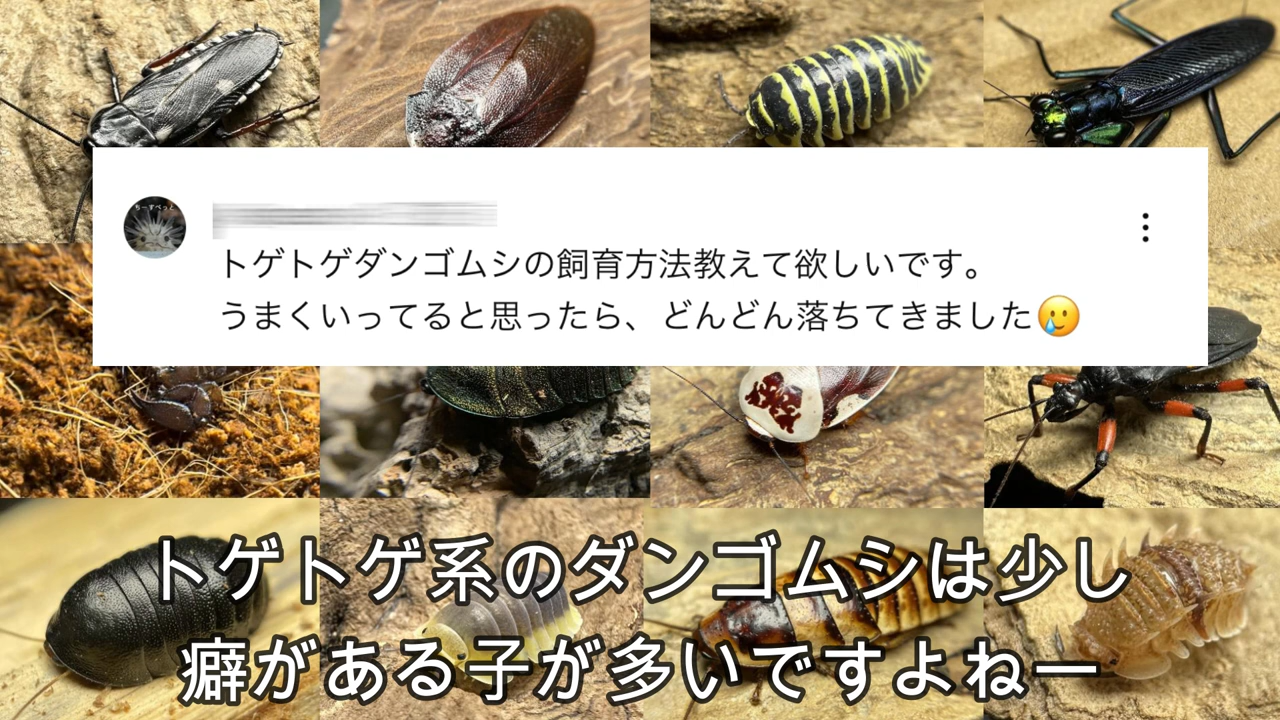 トゲトゲダンゴムシの飼育方法教えて欲しいです。
うまくいってると思ったら、どんどん落ちてきました🥲
トゲトゲ系のダンゴムシは少し
癖がある子が多いですよねー